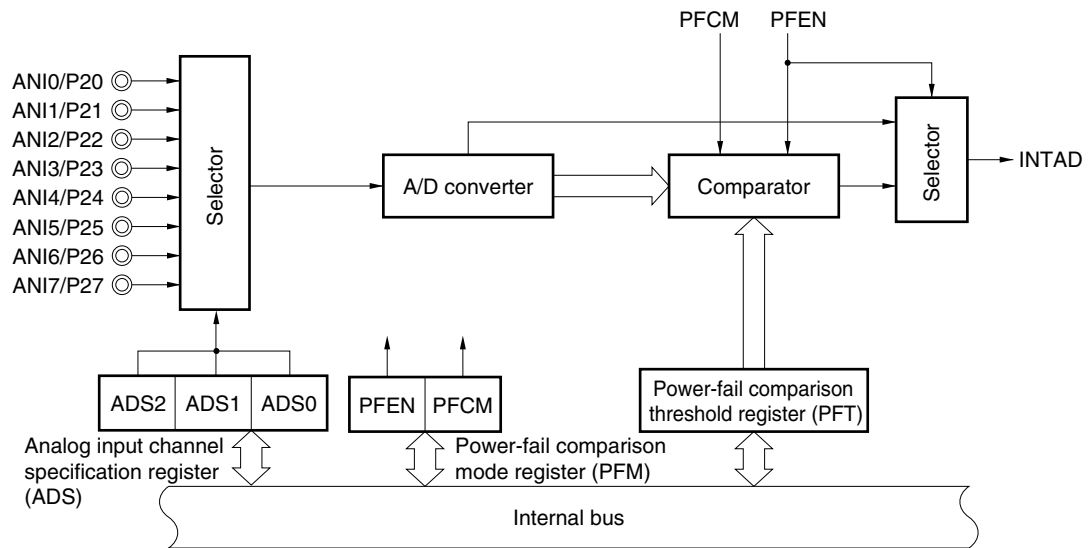 PFCM PFEN
ANI0/P20
ANI1/P21
ANI2/P22
ANI3/P23
ANI4/P24
ANI5/P25
ANI6/P26
ANI7/P27
Selector
A/D converter
Comparator
Selector
INTAD
ADS2 ADS1 ADS0
Analog input channel
specification register
(ADS)
PFEN PFCM
Power-fail comparison
mode register (PFM)
Power-fail comparison
threshold register (PFT)
Internal bus